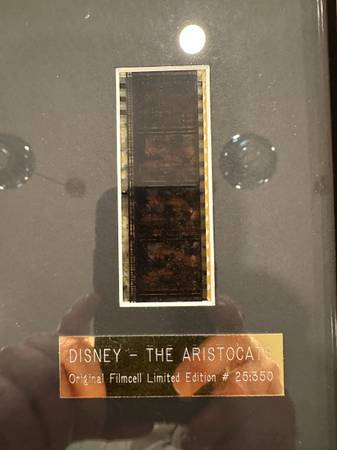 DISNEY - THE ARISTOCATS
Original Filmcell Limited Edition # 25:350